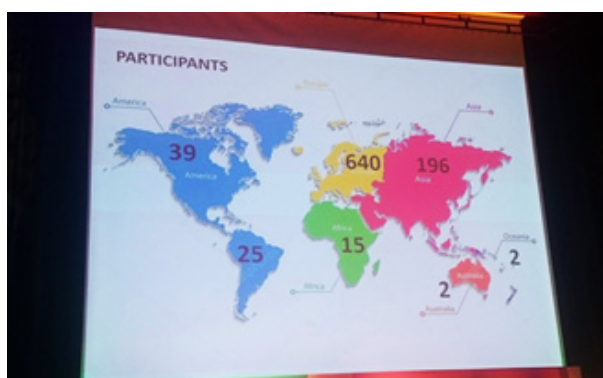 PARTICIPANTS
Europe
America
Asia
39
640
196
America
Asia
Africa
15
25
Oceania
2
Australia
2
Africa
Australia